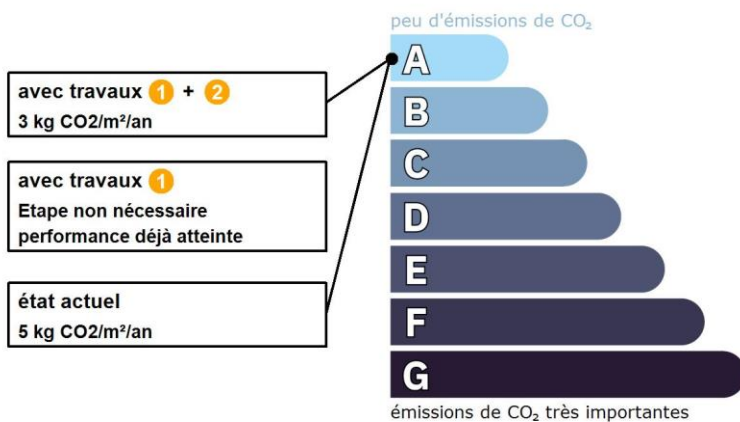 peu d'émissions de CO₂
avec travaux 1 + 2
3 kg CO2/m²/an
avec travaux 1
Etape non nécessaire
performance déjà atteinte
état actuel
5 kg CO2/m²/an
A
B
C
D
E
F
G
émissions de CO₂ très importantes